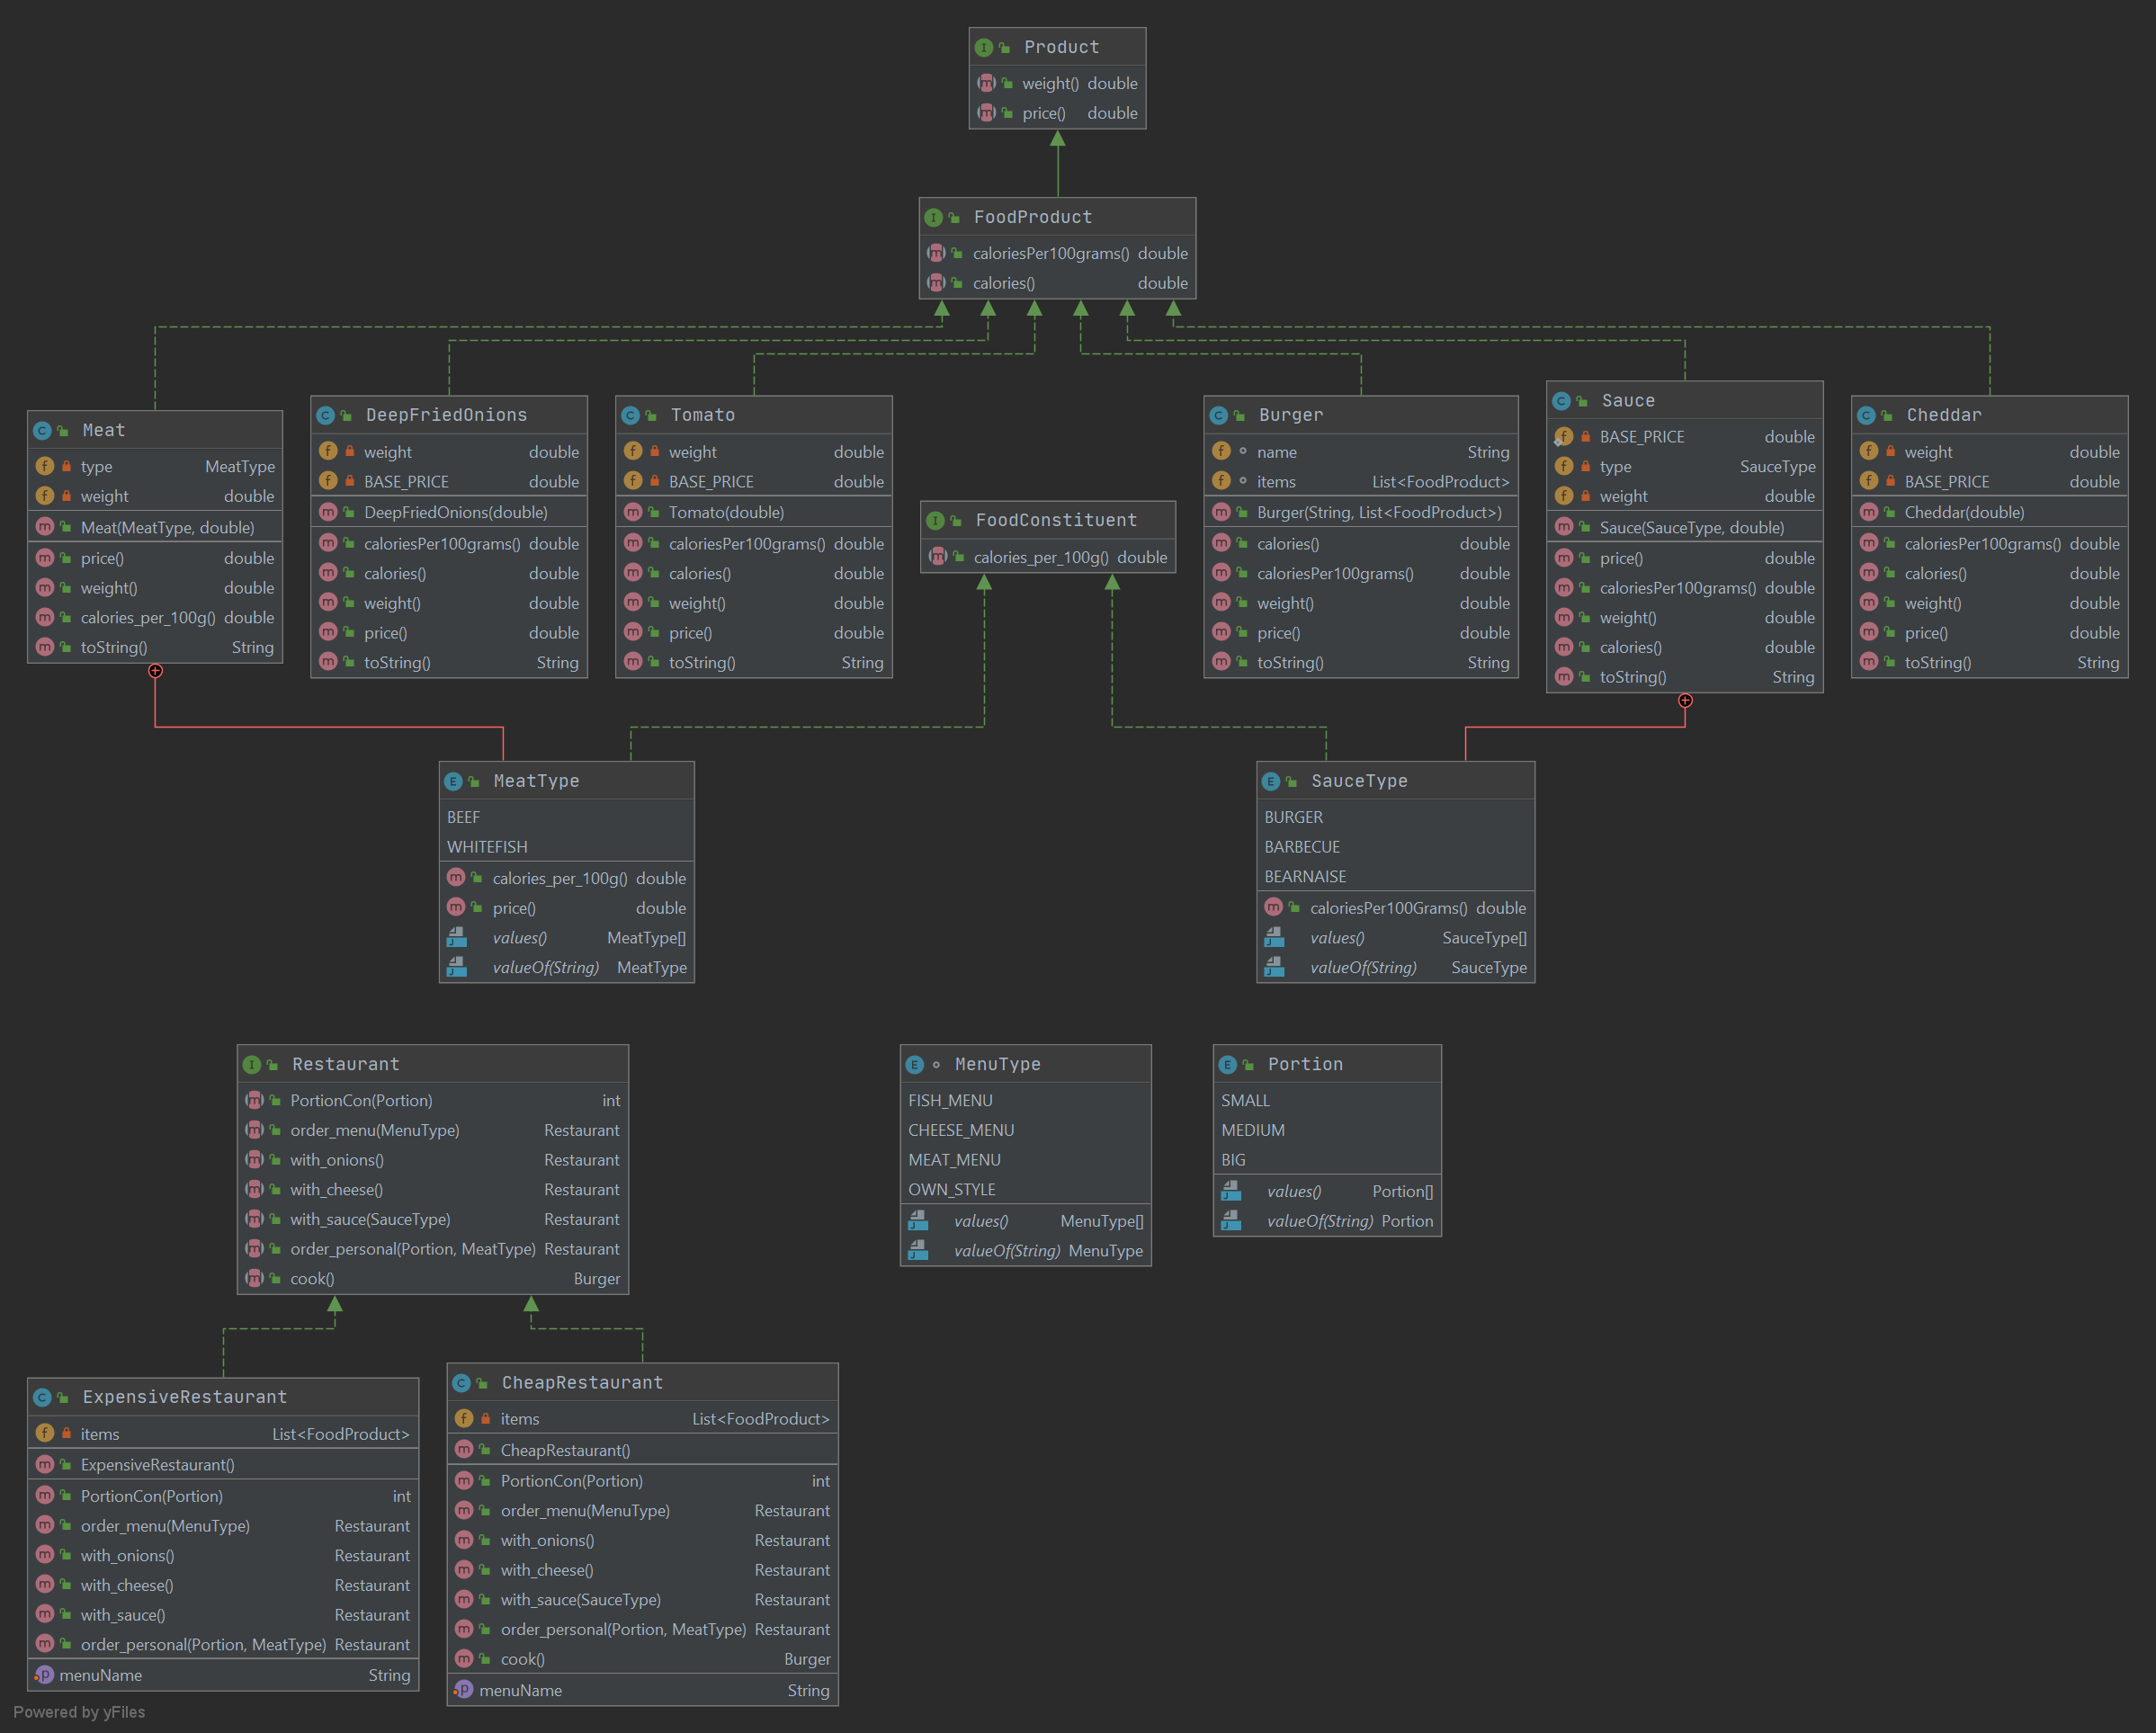 Product
weight() double
price() double
FoodProduct
caloriesPer100grams() double
calories() double
Meat
type MeatType
weight double
Meat(MeatType, double)
price() double
weight() double
calories_per_100g() double
toString() String
DeepFriedOnions
weight double
BASE_PRICE double
DeepFriedOnions(double)
caloriesPer100grams() double
calories() double
weight() double
price() double
toString() String
Tomato
weight double
BASE_PRICE double
Tomato(double)
caloriesPer100grams() double
calories() double
weight() double
price() double
toString() String
FoodConstituent
calories_per_100g() double
Burger
name String
items List<FoodProduct>
Burger(String, List<FoodProduct>)
calories() double
caloriesPer100grams() double
weight() double
price() double
toString() String
Sauce
BASE_PRICE double
type SauceType
weight double
Sauce(SauceType, double)
price() double
caloriesPer100grams() double
weight() double
calories() double
toString() String
Cheddar
weight double
BASE_PRICE double
Cheddar(double)
caloriesPer100grams() double
calories() double
weight() double
price() double
toString() String
MeatType
BEEF
WHITEFISH
calories_per_100g() double
price() double
values() MeatType[]
valueOf(String) MeatType
SauceType
BURGER
BARBECUE
BEARNAISE
caloriesPer100Grams() double
values() SauceType[]
valueOf(String) SauceType
Restaurant
PortionCon(Portion) int
order_menu(MenuType) Restaurant
with_onions() Restaurant
with_cheese() Restaurant
with_sauce(SauceType) Restaurant
order_personal(Portion, MeatType) Restaurant
cook() Burger
MenuType
FISH_MENU
CHEESE_MENU
MEAT_MENU
OWN_STYLE
values() MenuType[]
valueOf(String) MenuType
Portion
SMALL
MEDIUM
BIG
values() Portion[]
valueOf(String) Portion
ExpensiveRestaurant
items List<FoodProduct>
ExpensiveRestaurant()
PortionCon(Portion) int
order_menu(MenuType) Restaurant
with_onions() Restaurant
with_cheese() Restaurant
with_sauce() Restaurant
order_personal(Portion, MeatType) Restaurant
menuName String
CheapRestaurant
items List<FoodProduct>
CheapRestaurant()
PortionCon(Portion) int
order_menu(MenuType) Restaurant
with_onions() Restaurant
with_cheese() Restaurant
with_sauce(SauceType) Restaurant
order_personal(Portion, MeatType) Restaurant
cook() Burger
menuName String
Powered by yFiles